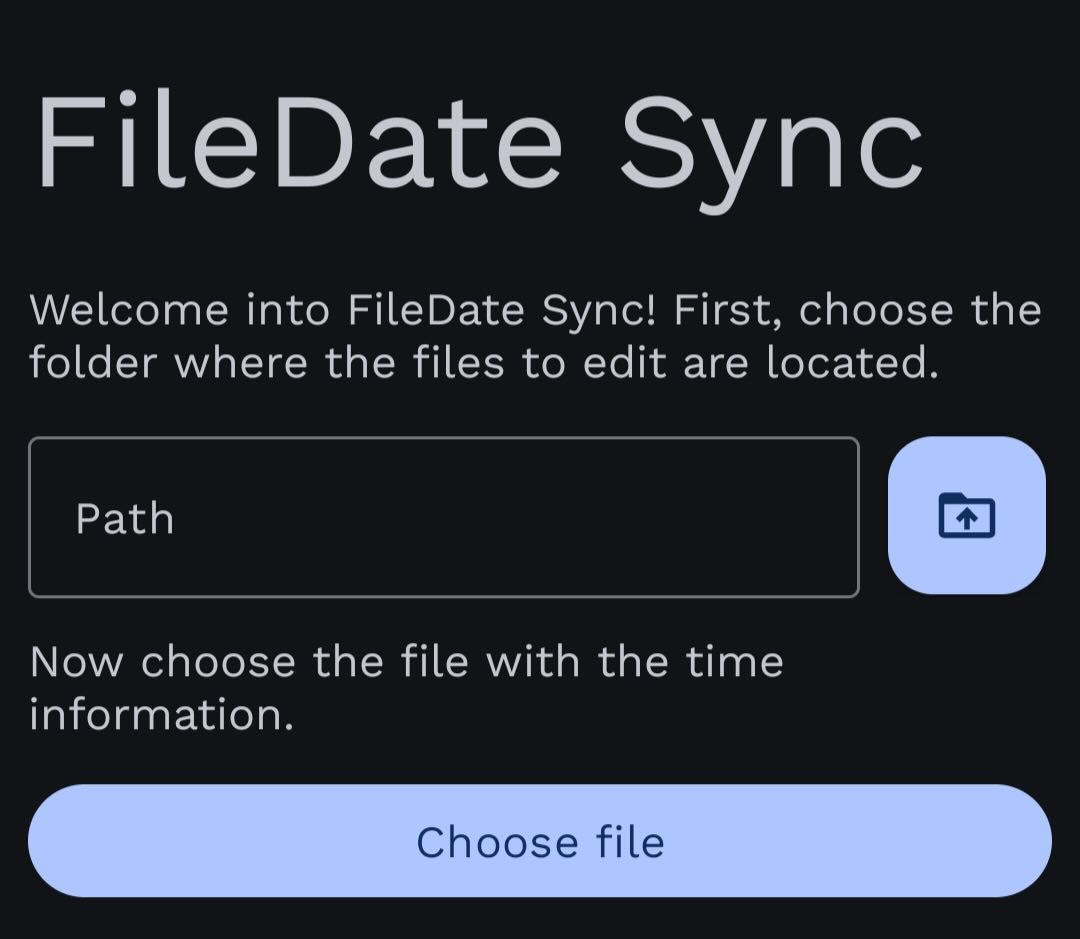 FileDate Sync
Welcome into FileDate Sync! First, choose the
folder where the files to edit are located.
Path
Now choose the file with the time
information.
Choose file